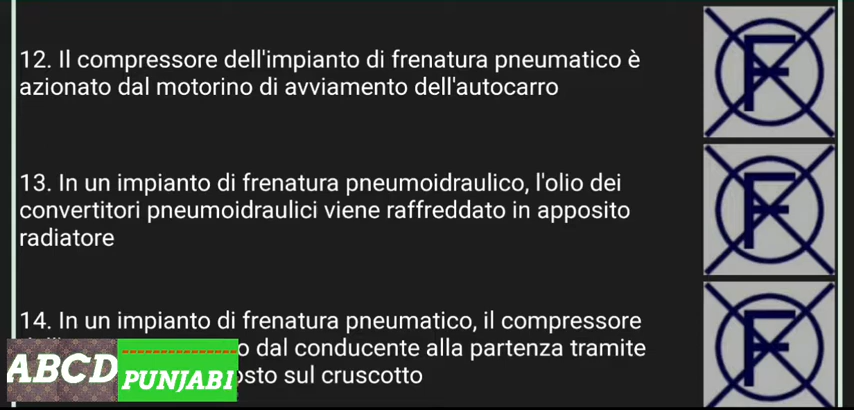 12. Il compressore dell'impianto di frenatura pneumatico è
azionato dal motorino di avviamento dell'autocarro
F
13. In un impianto di frenatura pneumoidraulico, l'olio dei
convertitori pneumoidraulici viene raffreddato in apposito
radiatore
F
14. In un impianto di frenatura pneumatico, il compressore
dal conducente alla partenza tramite
sul cruscotto
F
ABCD PUNJABI